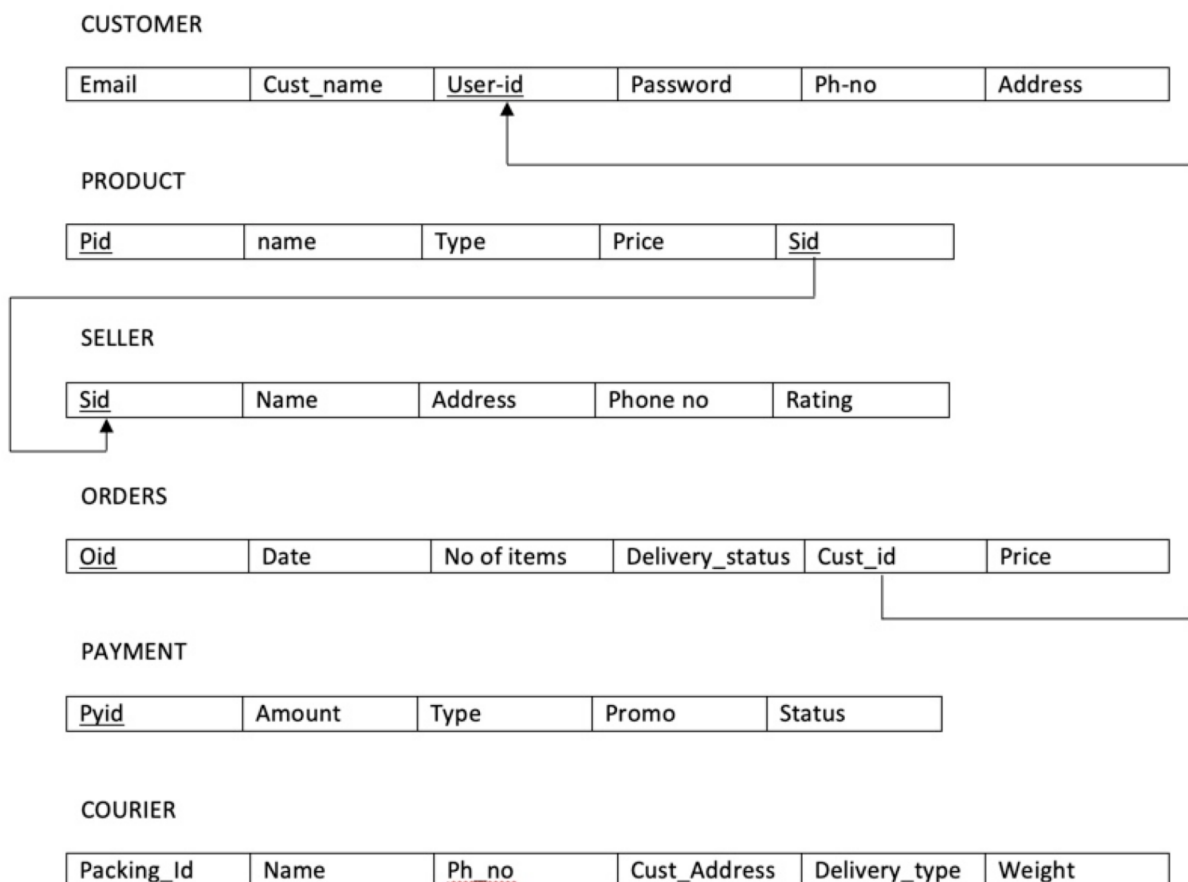 CUSTOMER
Email Cust_name User-id Password Ph-no Address
PRODUCT
Pid name Type Price Sid
SELLER
Sid Name Address Phone no Rating
ORDERS
Oid Date No of items Delivery_status Cust_id Price
PAYMENT
Pyid Amount Type Promo Status
COURIER
Packing_Id Name Ph_no Cust_Address Delivery_type Weight